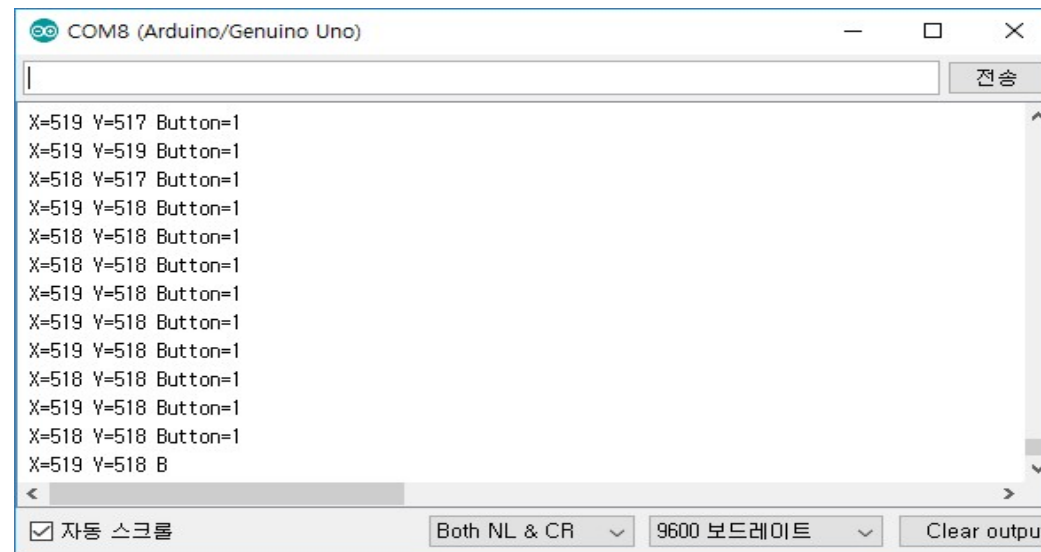 COM8 (Arduino/Genuino Uno)
전송
X=519 Y=517 Button=1
X=519 Y=519 Button=1
X=518 Y=517 Button=1
X=519 Y=518 Button=1
X=518 Y=518 Button=1
X=518 Y=518 Button=1
X=519 Y=518 Button=1
X=519 Y=518 Button=1
X=519 Y=518 Button=1
X=518 Y=518 Button=1
X=519 Y=518 Button=1
X=518 Y=518 Button=1
X=519 Y=518 B
자동 스크롤 Both NL & CR 9600 보드레이트 Clear outpu